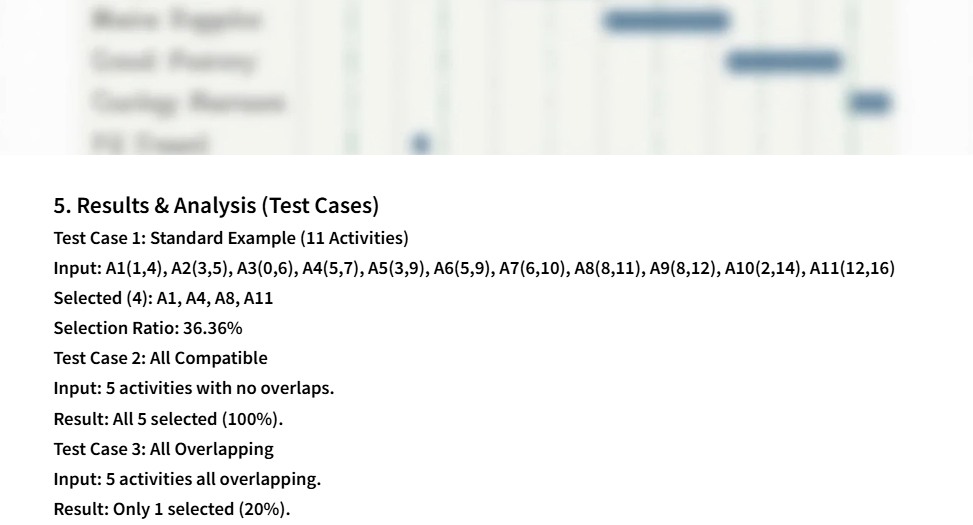 5. Results & Analysis (Test Cases)
Test Case 1: Standard Example (11 Activities)
Input: A1(1,4), A2(3,5), A3(0,6), A4(5,7), A5(3,9), A6(5,9), A7(6,10), A8(8,11), A9(8,12), A10(2,14), A11(12,16)
Selected (4): A1, A4, A8, A11
Selection Ratio: 36.36%
Test Case 2: All Compatible
Input: 5 activities with no overlaps.
Result: All 5 selected (100%).
Test Case 3: All Overlapping
Input: 5 activities all overlapping.
Result: Only 1 selected (20%).